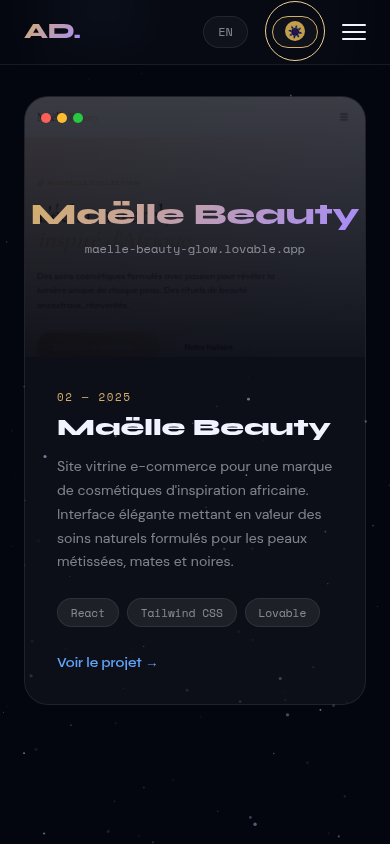 AD.
EN
Maëlle Beauty
maelle-beauty-glow.lovable.app
02 — 2025
Maëlle Beauty
Site vitrine e-commerce pour une marque
de cosmétiques d'inspiration africaine.
Interface élégante mettant en valeur des
soins naturels formulés pour les peaux
métissées, mates et noires.
React
Tailwind CSS
Lovable
Voir le projet →